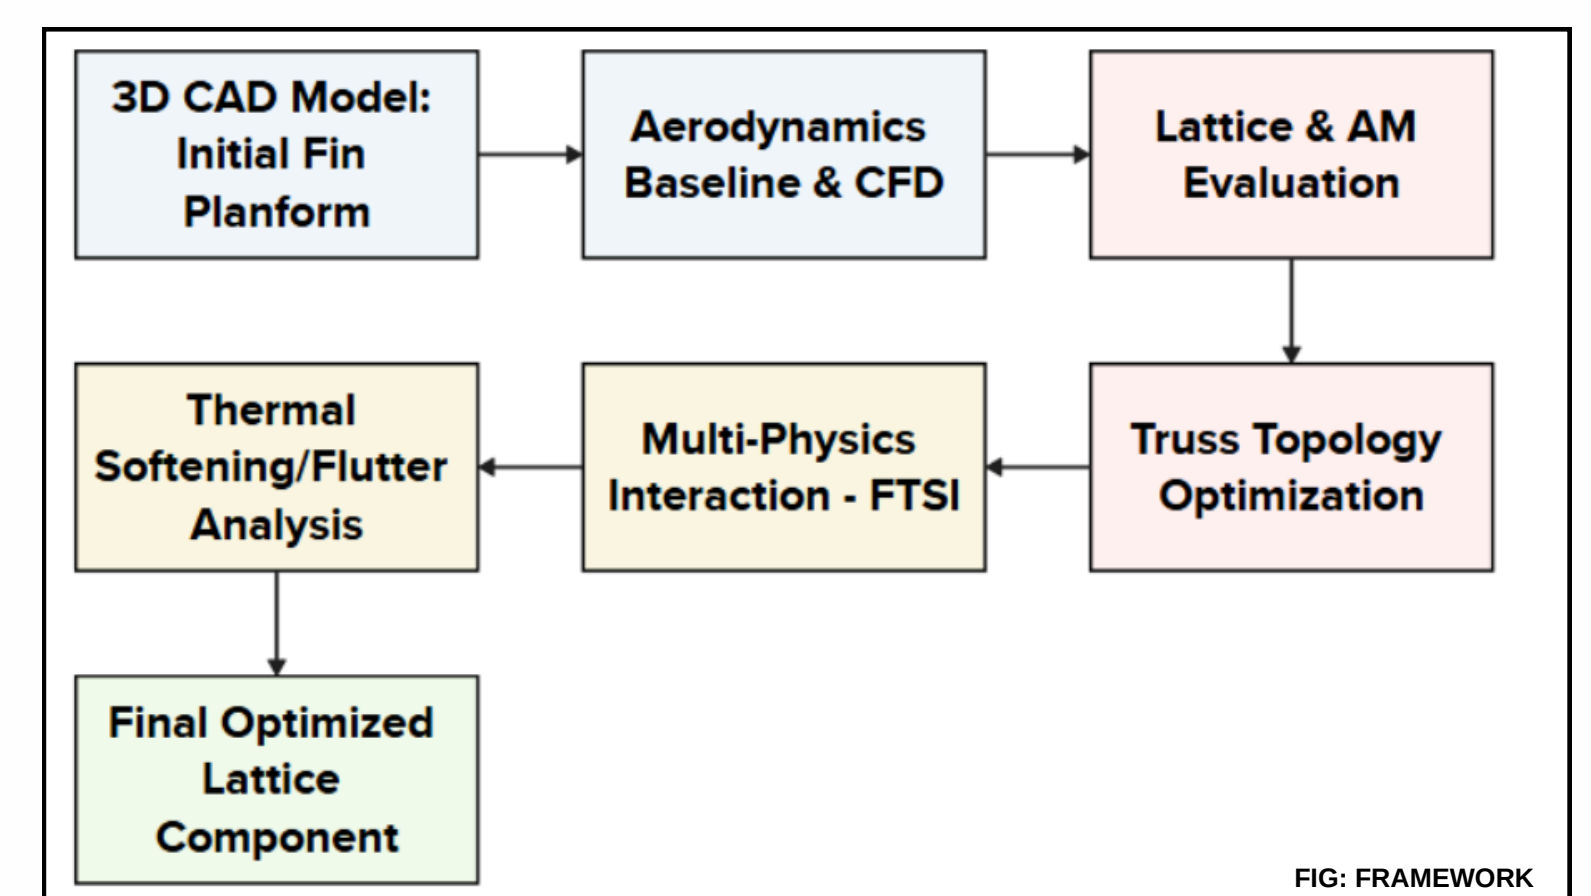 3D CAD Model:
Initial Fin
Planform
Aerodynamics
Baseline & CFD
Lattice & AM
Evaluation
Truss Topology
Optimization
Multi-Physics
Interaction - FTSI
Thermal
Softening/Flutter
Analysis
Final Optimized
Lattice
Component
FIG: FRAMEWORK